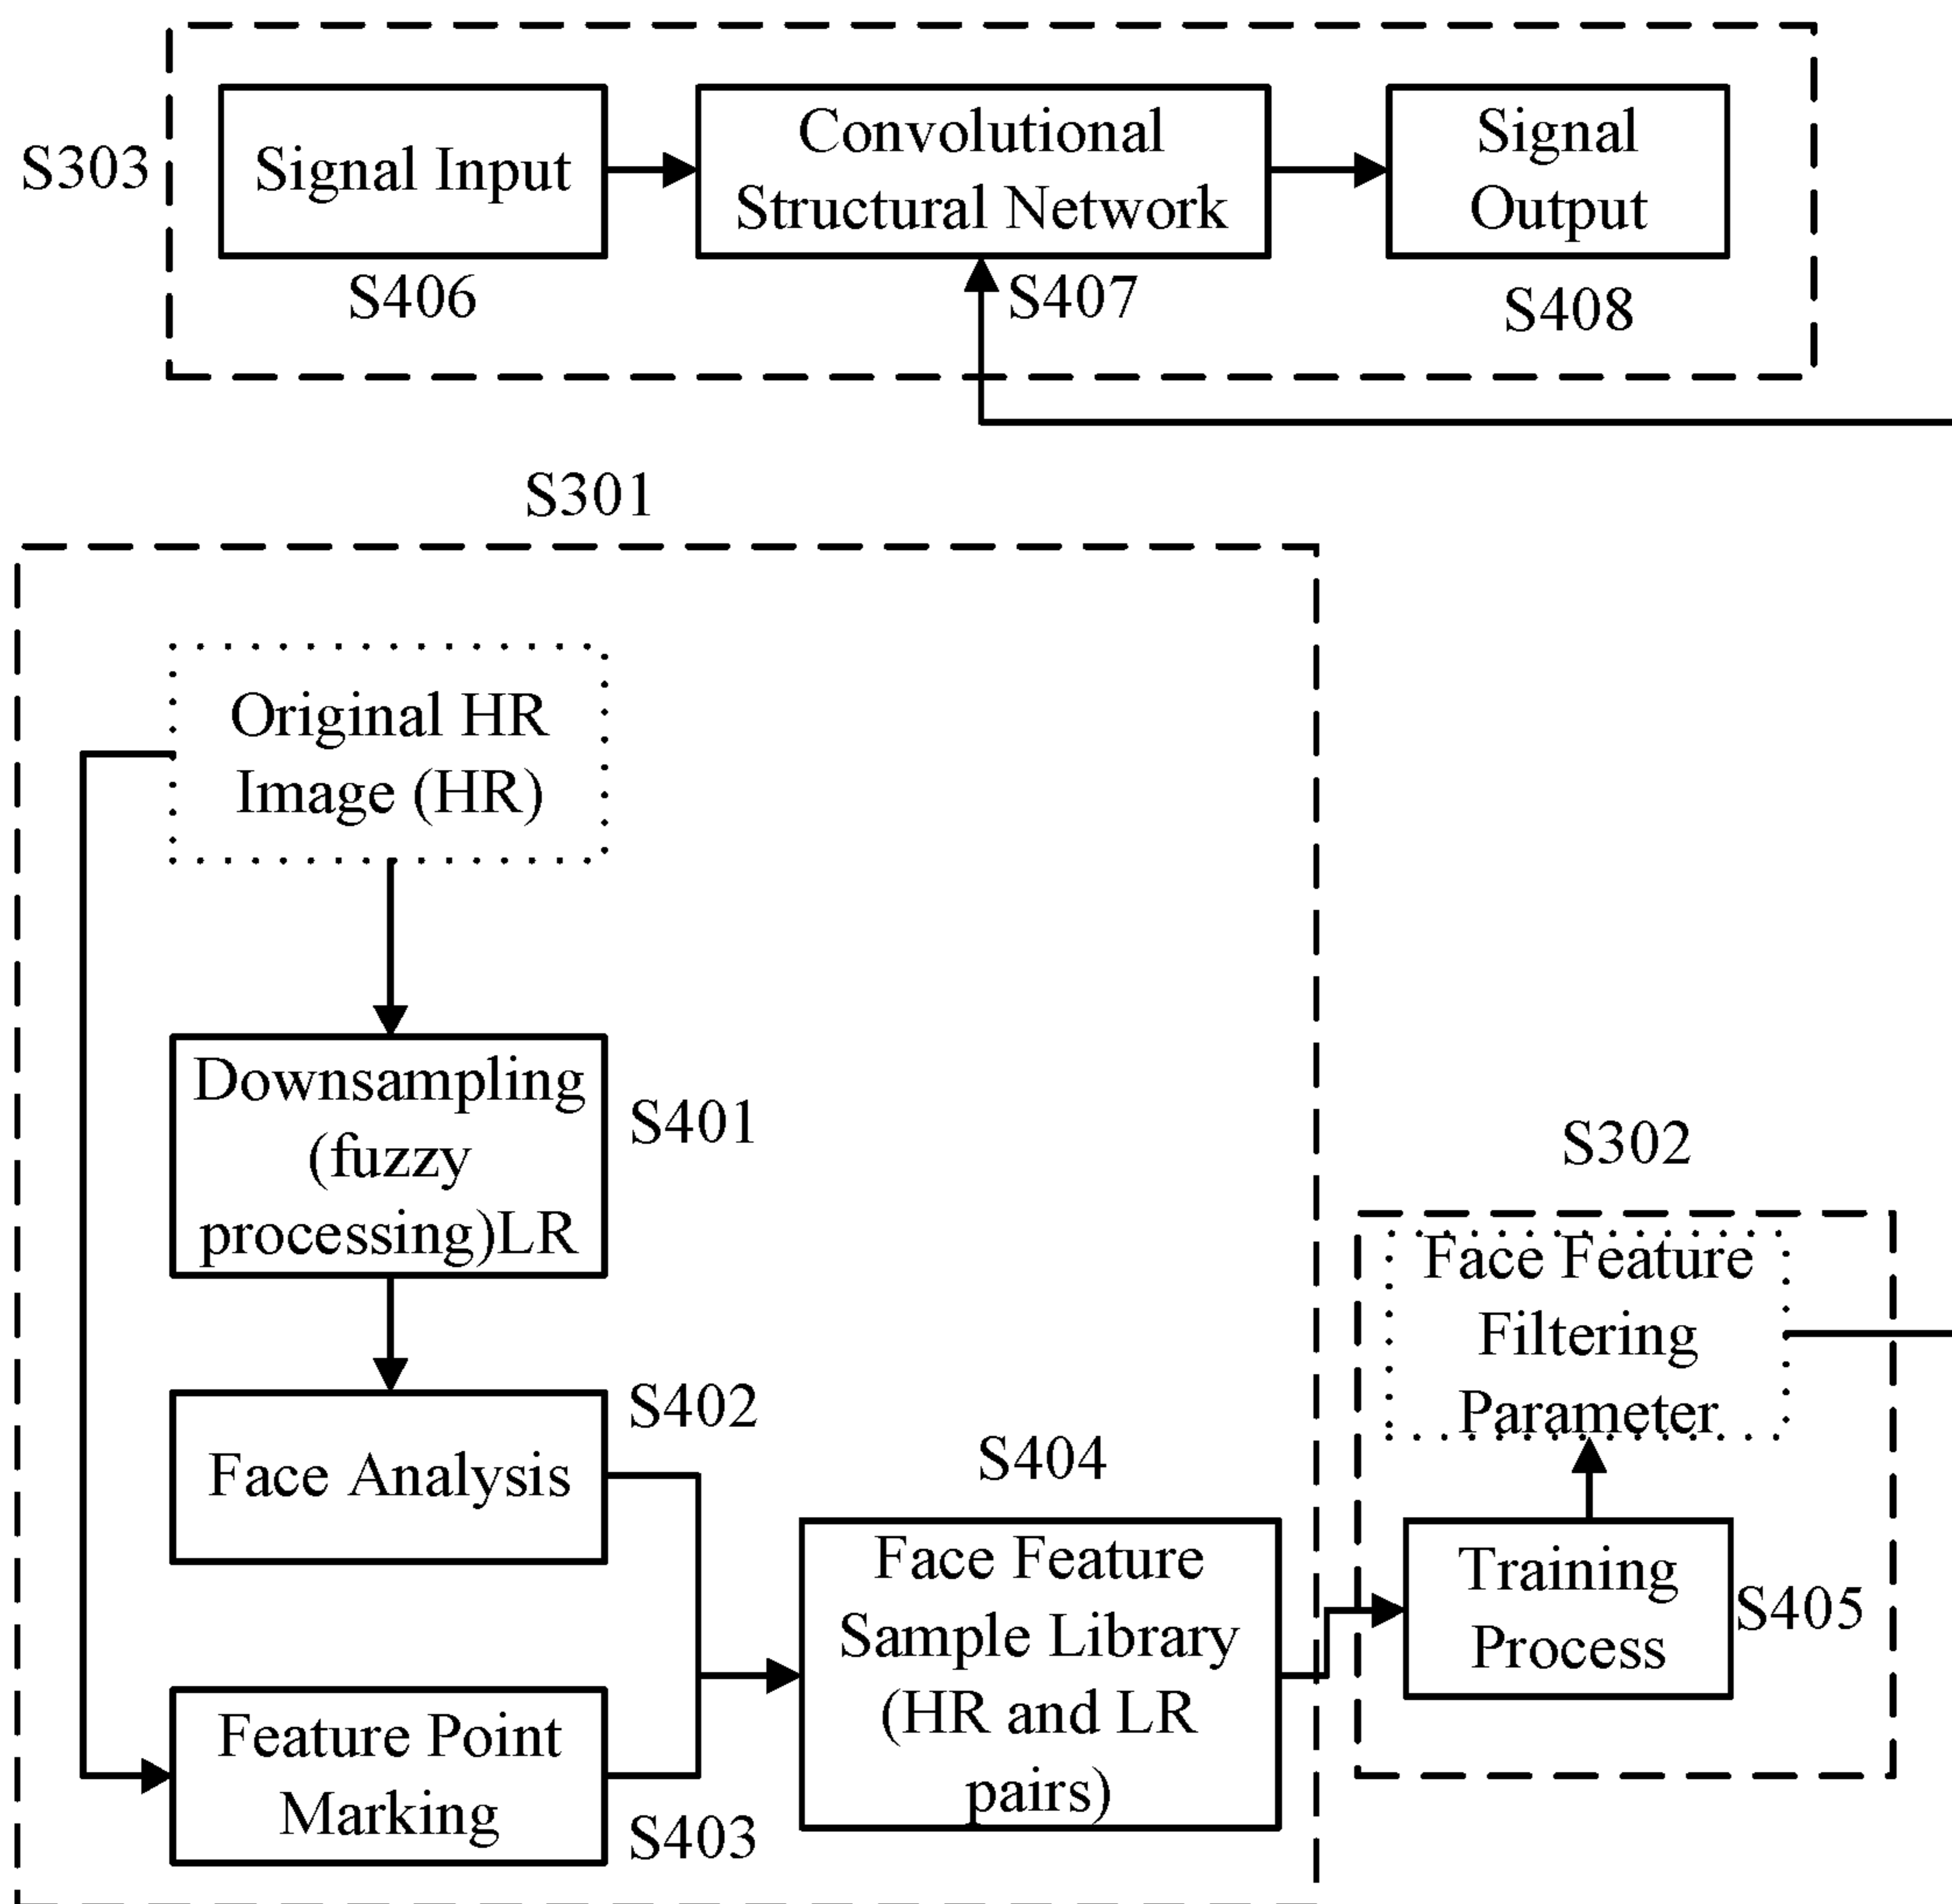 S303
Signal Input
S406
Convolutional
Structural Network
S407
Signal
Output
S408
S301
Original HR
Image (HR)
Downsampling
(fuzzy
processing)LR
S401
Face Analysis
S402
Feature Point
Marking
S403
S404
Face Feature
Sample Library
(HR and LR
pairs)
S302
Face Feature
Filtering
Parameter
Training
Process
S405